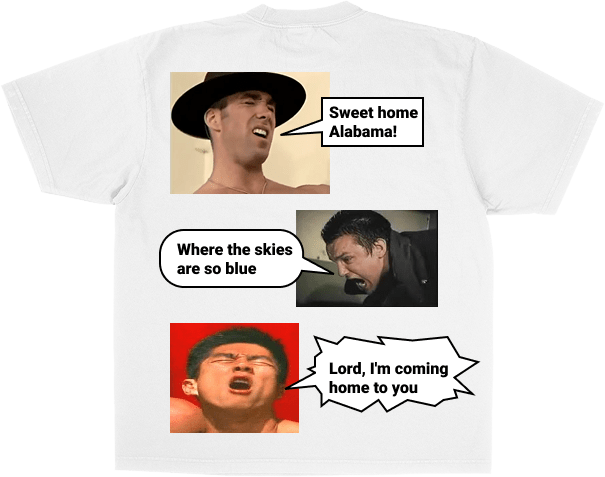 Sweet home
Alabama!
Where the skies
are so blue
Lord, I'm coming
home to you